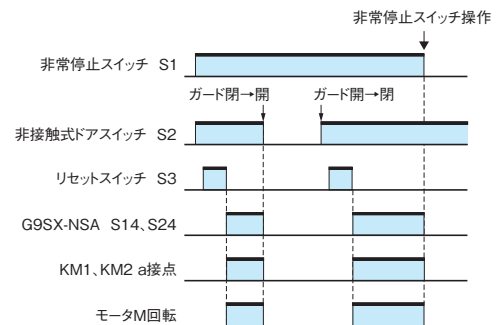 非常停止スイッチ操作
非常停止スイッチ S1
ガード閉→開 ガード開→閉
非接触式ドアスイッチ S2
リセットスイッチ S3
G9SX-NSA S14、S24
KM1、KM2 a接点
モータM回転